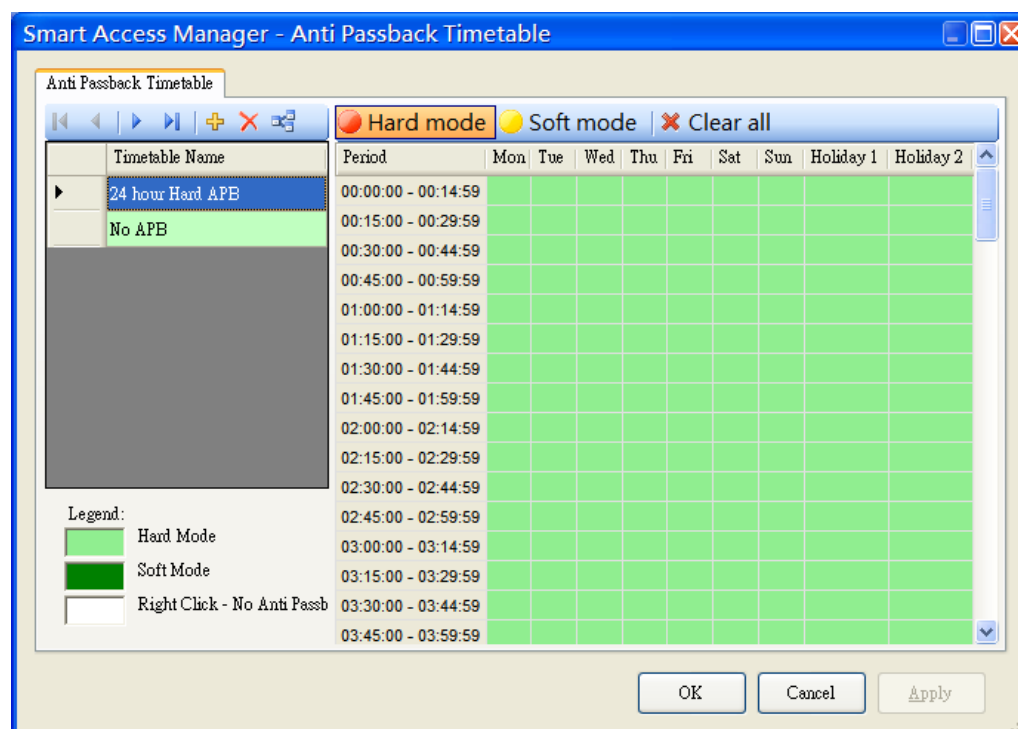 Smart Access Manager - Anti Passback Timetable
Anti Passback Timetable
Hard mode Soft mode Clear all
Timetable Name
24 hour Hard APB
No APB
Legend:
Hard Mode
Soft Mode
Right Click - No Anti Passb
Period Mon Tue Wed Thu Fri Sat Sun Holiday 1 Holiday 2
00:00:00 - 00:14:59
00:15:00 - 00:29:59
00:30:00 - 00:44:59
00:45:00 - 00:59:59
01:00:00 - 01:14:59
01:15:00 - 01:29:59
01:30:00 - 01:44:59
01:45:00 - 01:59:59
02:00:00 - 02:14:59
02:15:00 - 02:29:59
02:30:00 - 02:44:59
02:45:00 - 02:59:59
03:00:00 - 03:14:59
03:15:00 - 03:29:59
03:30:00 - 03:44:59
03:45:00 - 03:59:59
OK Cancel Apply